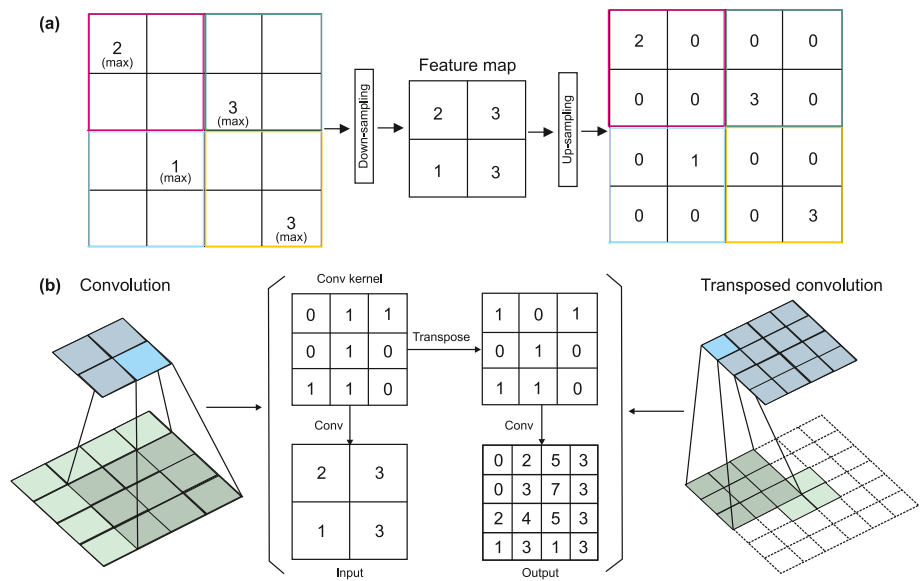 (a)
2
(max)
3
(max)
1
(max)
3
(max)
Down-sampling
Feature map
2 3
1 3
Up-sampling
2 0 0 0
0 0 3 0
0 1 0 0
0 0 0 3
(b) Convolution
Conv kernel
0 1 1
0 1 0
1 1 0
Transpose
1 0 1
0 1 0
1 1 0
Transposed convolution
Conv
Conv
2 3
1 3
Input
0 2 5 3
0 3 7 3
2 4 5 3
1 3 1 3
Output